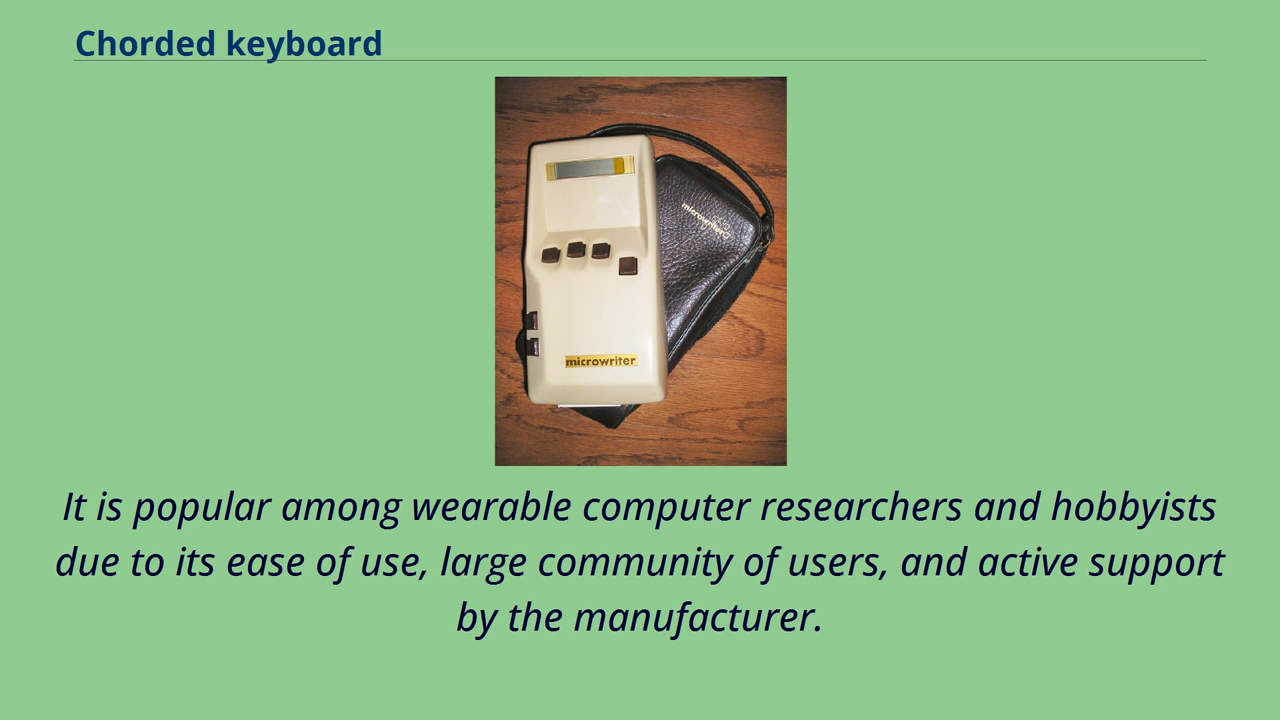 Chorded keyboard
microwriter
microwriter
It is popular among wearable computer researchers and hobbyists
due to its ease of use, large community of users, and active support
by the manufacturer.